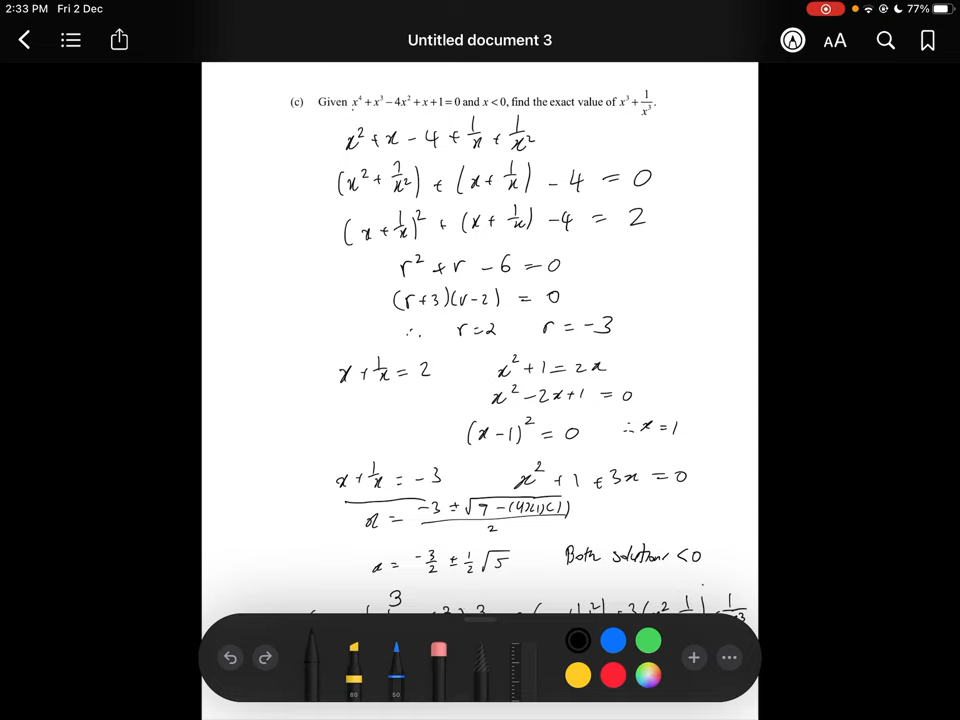 2:33 PM Fri 2 Dec 77%
Untitled document 3
AA
(c) Given x⁴ + x³ − 4x² + x + 1 = 0 and x < 0, find the exact value of x³ + 1/x³.
x² + x − 4 + 1/x + 1/x²
(x² + 1/x²) + (x + 1/x) − 4 = 0
(x + 1/x)² + (x + 1/x) − 4 = 2
r² + r − 6 = 0
(r+3)(r−2) = 0
∴ r = 2 r = −3
x + 1/x = 2 x² + 1 = 2x
x² − 2x + 1 = 0
(x − 1)² = 0 ∴ x = 1
x + 1/x = −3 x² + 1 + 3x = 0
x = (−3 ± √(9 − (4)(1)(1)))/2
x = −3/2 ± 1/2 √5 Both solutions < 0
3
80 50